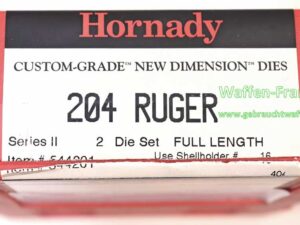 Hornady
CUSTOM-GRADE™ NEW DIMENSION™ DIES
204 RUGER
Waffen-Fra
www.gebrauchtwaf
Series II 2 Die Set FULL LENGTH
Item # 544201 Use Shellholder # 16
404